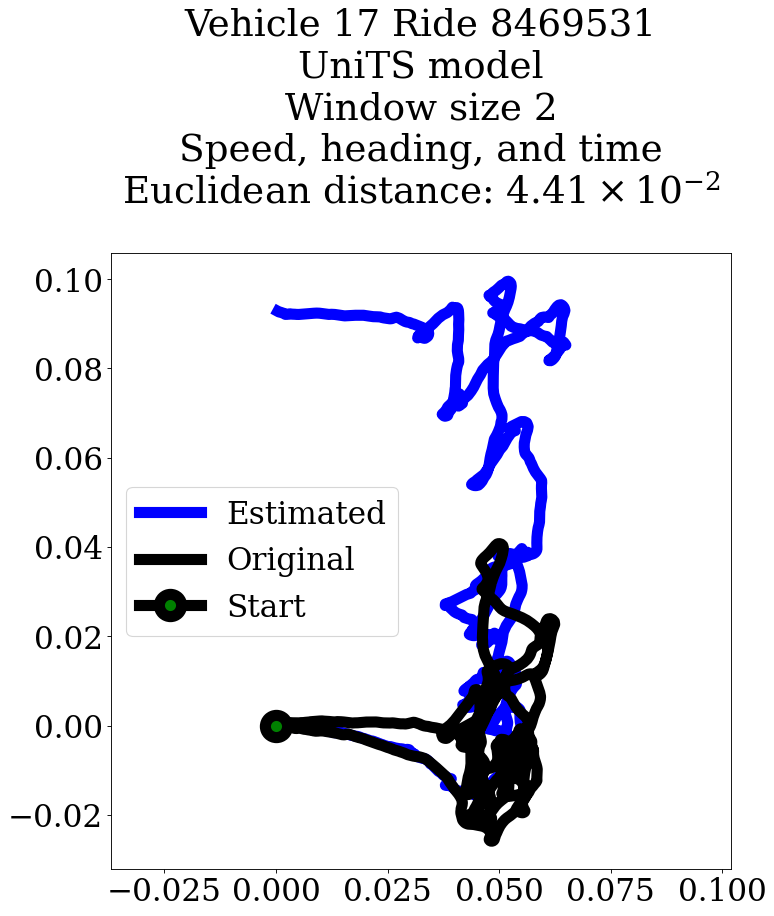 Vehicle 17 Ride 8469531
UniTS model
Window size 2
Speed, heading, and time
Euclidean distance: 4.41 × 10⁻²
0.10
0.08
0.06
0.04
0.02
0.00
−0.02
Estimated
Original
Start
−0.025 0.000 0.025 0.050 0.075 0.100